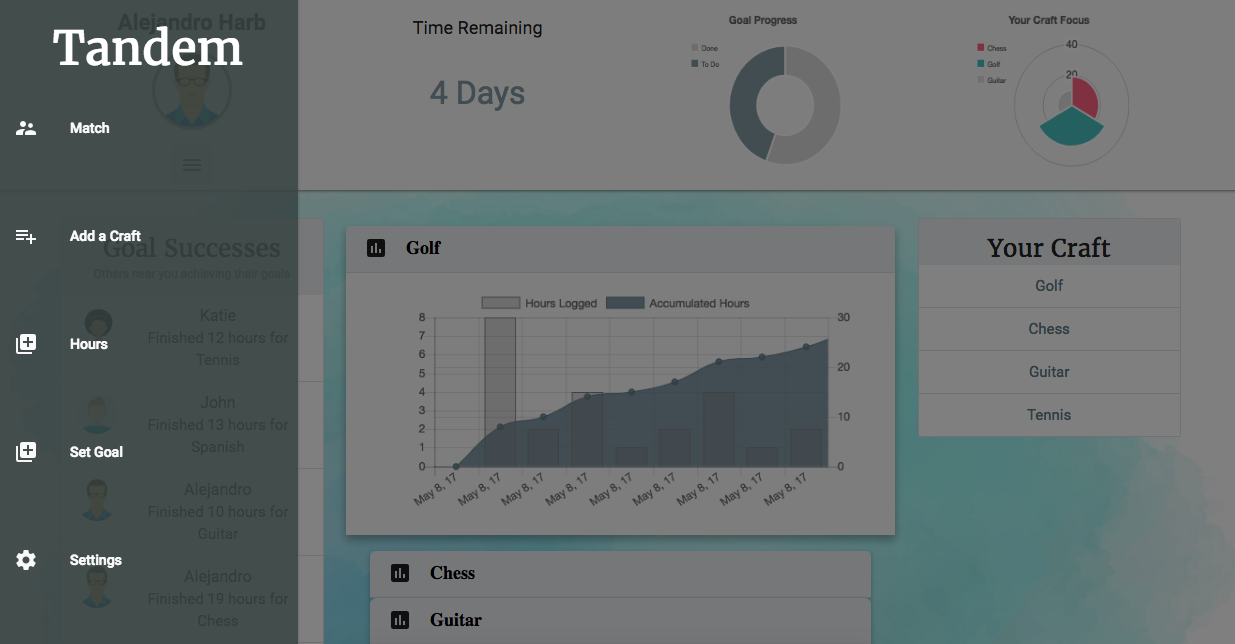 Alejandro Harb
Tandem
Match
Add a Craft
Hours
Set Goal
Settings
Time Remaining
4 Days
Goal Progress
Done
To Do
Your Craft Focus
Chess
Golf
Guitar
40
20
Goal Successes
Others near you achieving their goals
Katie
Finished 12 hours for
Tennis
John
Finished 13 hours for
Spanish
Alejandro
Finished 10 hours for
Guitar
Alejandro
Finished 19 hours for
Chess
Golf
Hours Logged
Accumulated Hours
8
7
6
5
4
3
2
1
0
30
20
10
0
May 8, 17
May 8, 17
May 8, 17
May 8, 17
May 8, 17
May 8, 17
May 8, 17
May 8, 17
May 8, 17
Chess
Guitar
Your Craft
Golf
Chess
Guitar
Tennis